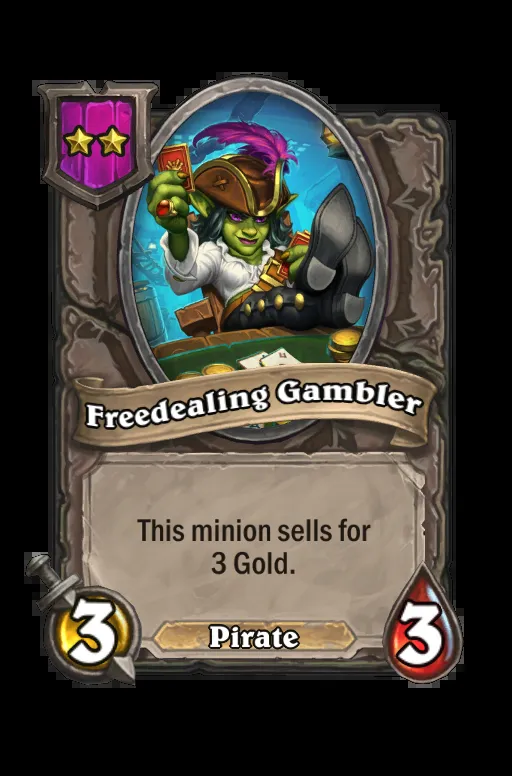 Freedealing Gambler
This minion sells for
3 Gold.
3
Pirate
3